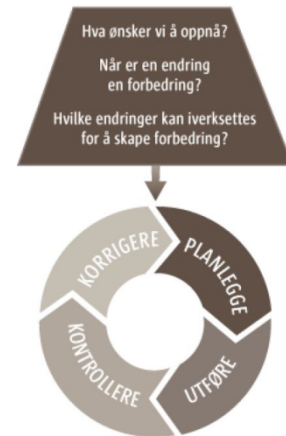 Hva ønsker vi å oppnå?
Når er en endring
en forbedring?
Hvilke endringer kan iverksettes
for å skape forbedring?
KORRIGERE
PLANLEGGE
KONTROLLERE
UTFØRE